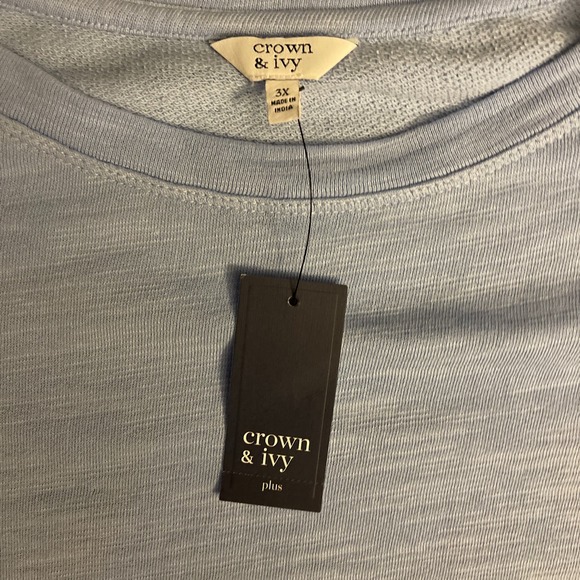 crown
& ivy
3X
MADE IN
INDIA
crown
& ivy
plus